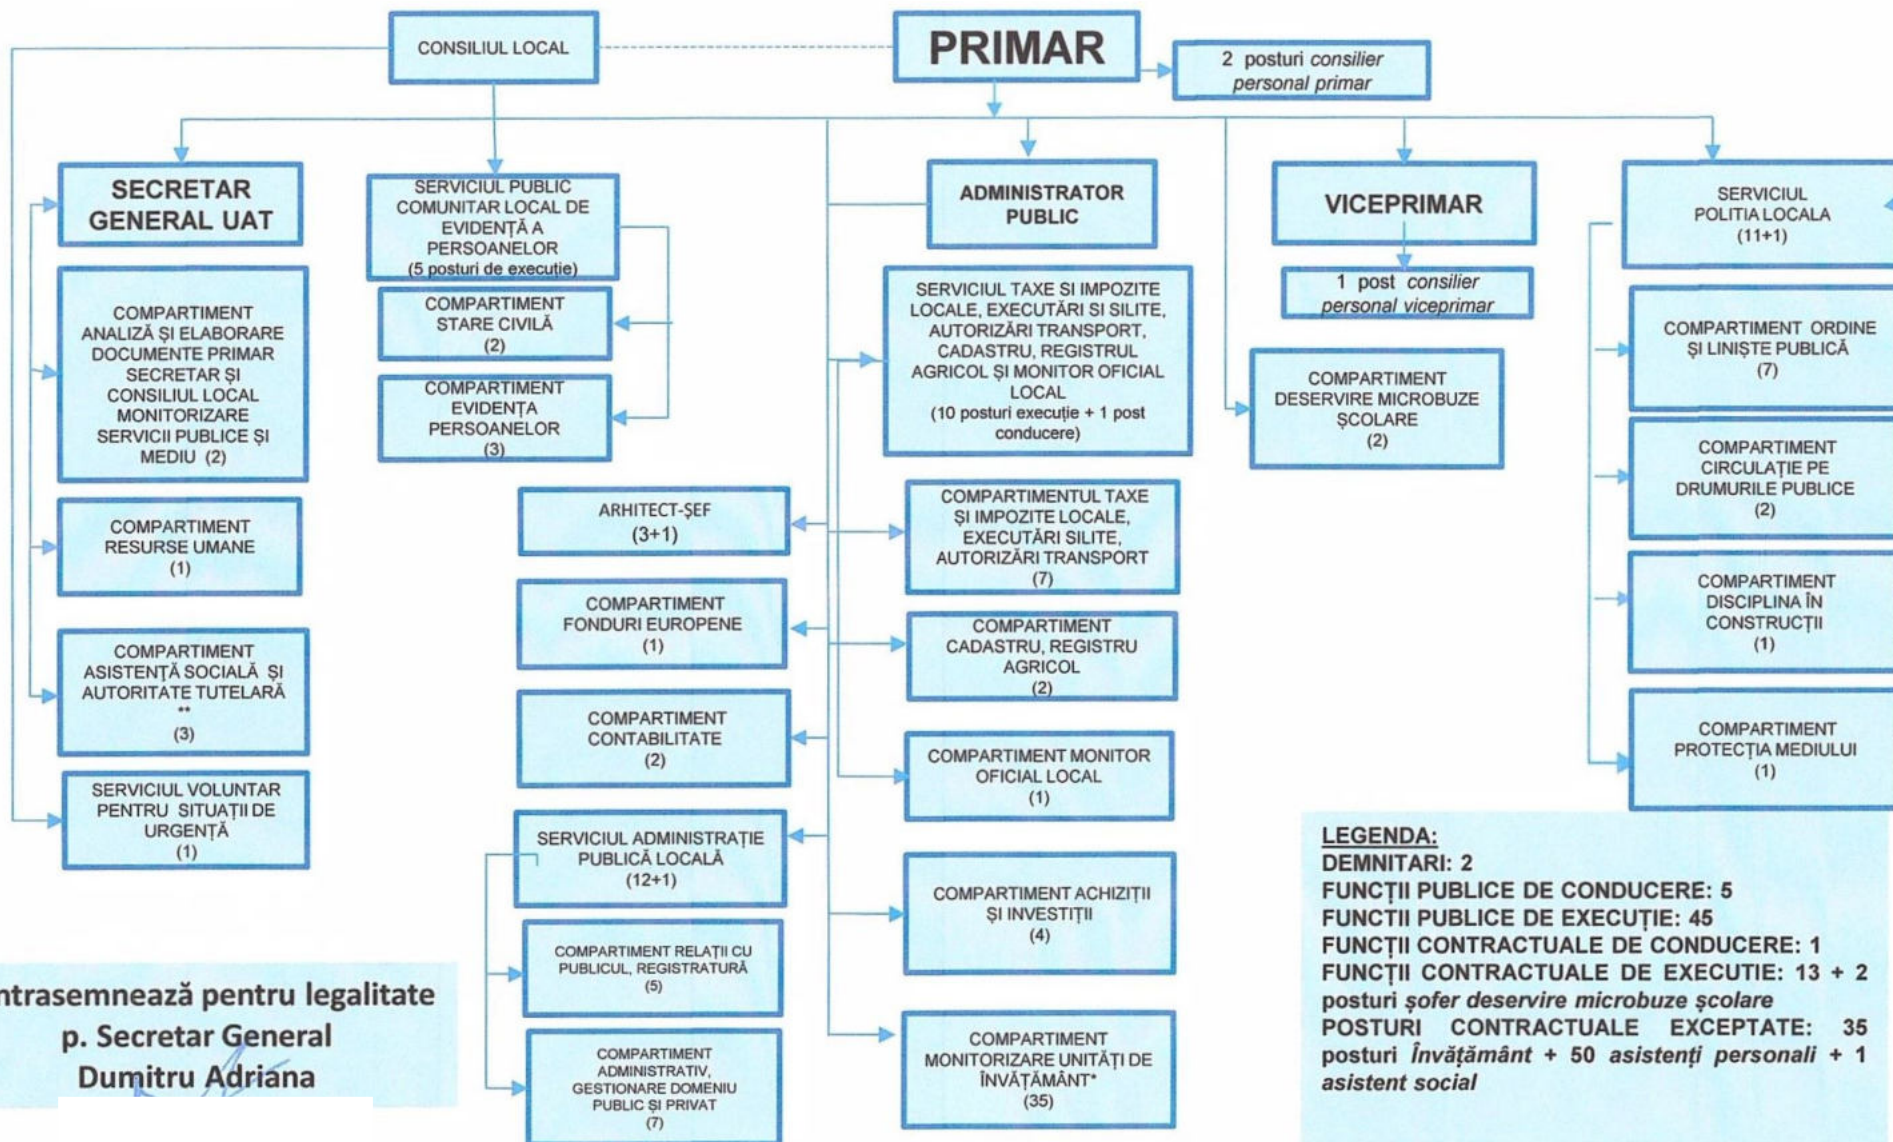 CONSILIUL LOCAL
PRIMAR
2 posturi consilier
personal primar
SECRETAR
GENERAL UAT
COMPARTIMENT
ANALIZĂ ȘI ELABORARE
DOCUMENTE PRIMAR
SECRETAR ȘI
CONSILIUL LOCAL
MONITORIZARE
SERVICII PUBLICE ȘI
MEDIU (2)
COMPARTIMENT
RESURSE UMANE
(1)
COMPARTIMENT
ASISTENȚĂ SOCIALĂ ȘI
AUTORITATE TUTELARĂ
**
(3)
SERVICIUL VOLUNTAR
PENTRU SITUAȚII DE
URGENȚĂ
(1)
SERVICIUL PUBLIC
COMUNITAR LOCAL DE
EVIDENȚĂ A
PERSOANELOR
(5 posturi de execuție)
COMPARTIMENT
STARE CIVILĂ
(2)
COMPARTIMENT
EVIDENȚA
PERSOANELOR
(3)
ARHITECT-ȘEF
(3+1)
COMPARTIMENT
FONDURI EUROPENE
(1)
COMPARTIMENT
CONTABILITATE
(2)
SERVICIUL ADMINISTRAȚIE
PUBLICĂ LOCALĂ
(12+1)
COMPARTIMENT RELAȚII CU
PUBLICUL, REGISTRATURĂ
(5)
COMPARTIMENT
ADMINISTRATIV,
GESTIONARE DOMENIU
PUBLIC ȘI PRIVAT
(7)
ADMINISTRATOR
PUBLIC
SERVICIUL TAXE SI IMPOZITE
LOCALE, EXECUTĂRI SI SILITE,
AUTORIZĂRI TRANSPORT,
CADASTRU, REGISTRUL
AGRICOL ȘI MONITOR OFICIAL
LOCAL
(10 posturi execuție + 1 post
conducere)
COMPARTIMENTUL TAXE
ȘI IMPOZITE LOCALE,
EXECUTĂRI SILITE,
AUTORIZĂRI TRANSPORT
(7)
COMPARTIMENT
CADASTRU, REGISTRU
AGRICOL
(2)
COMPARTIMENT MONITOR
OFICIAL LOCAL
(1)
COMPARTIMENT ACHIZIȚII
ȘI INVESTIȚII
(4)
COMPARTIMENT
MONITORIZARE UNITĂȚI DE
ÎNVĂȚĂMÂNT*
(35)
VICEPRIMAR
1 post consilier
personal viceprimar
COMPARTIMENT
DESERVIRE MICROBUZE
ȘCOLARE
(2)
SERVICIUL
POLITIA LOCALA
(11+1)
COMPARTIMENT ORDINE
ȘI LINIȘTE PUBLICĂ
(7)
COMPARTIMENT
CIRCULAȚIE PE
DRUMURILE PUBLICE
(2)
COMPARTIMENT
DISCIPLINA ÎN
CONSTRUCȚII
(1)
COMPARTIMENT
PROTECȚIA MEDIULUI
(1)
LEGENDA:
DEMNITARI: 2
FUNCȚII PUBLICE DE CONDUCERE: 5
FUNCTII PUBLICE DE EXECUȚIE: 45
FUNCȚII CONTRACTUALE DE CONDUCERE: 1
FUNCȚII CONTRACTUALE DE EXECUTIE: 13 + 2
posturi șofer deservire microbuze școlare
POSTURI CONTRACTUALE EXCEPTATE: 35
posturi Învățământ + 50 asistenți personali + 1
asistent social
ntrasemnează pentru legalitate
p. Secretar General
Dumitru Adriana